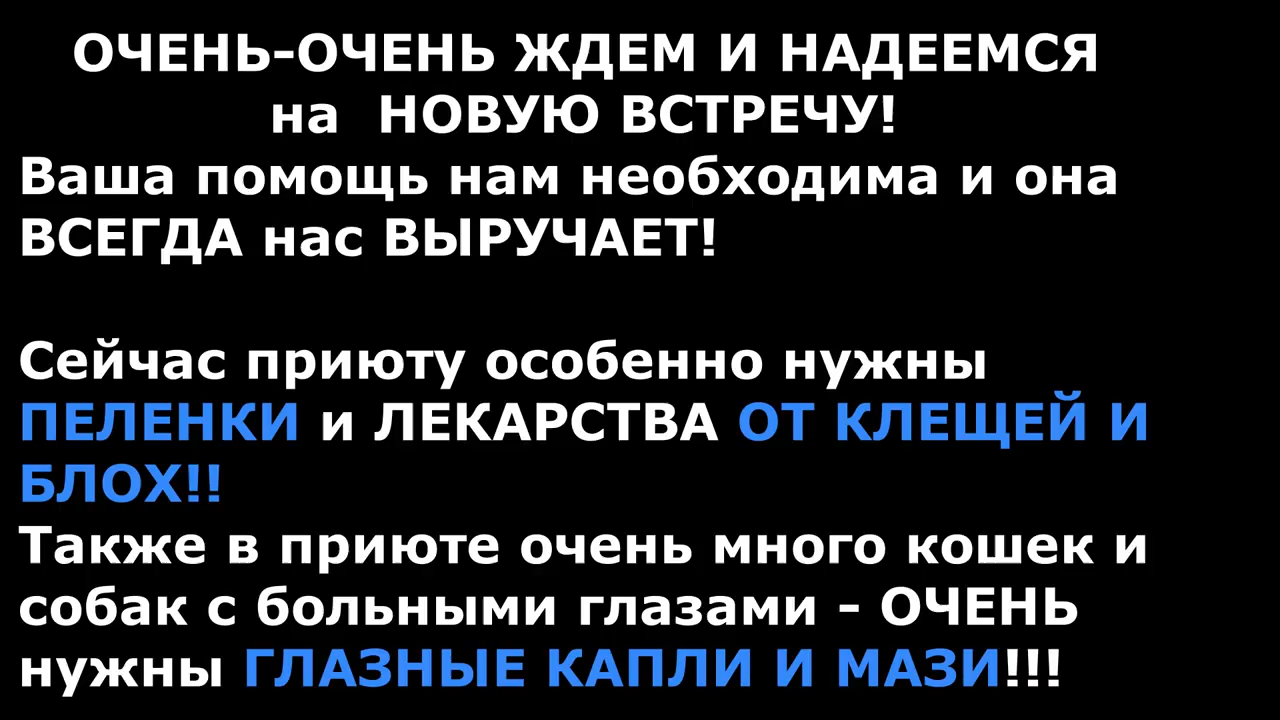 ОЧЕНЬ-ОЧЕНЬ ЖДЕМ И НАДЕЕМСЯ
на НОВУЮ ВСТРЕЧУ!
Ваша помощь нам необходима и она
ВСЕГДА нас ВЫРУЧАЕТ!
Сейчас приюту особенно нужны
ПЕЛЕНКИ и ЛЕКАРСТВА ОТ КЛЕЩЕЙ И
БЛОХ!!
Также в приюте очень много кошек и
собак с больными глазами - ОЧЕНЬ
нужны ГЛАЗНЫЕ КАПЛИ И МАЗИ!!!